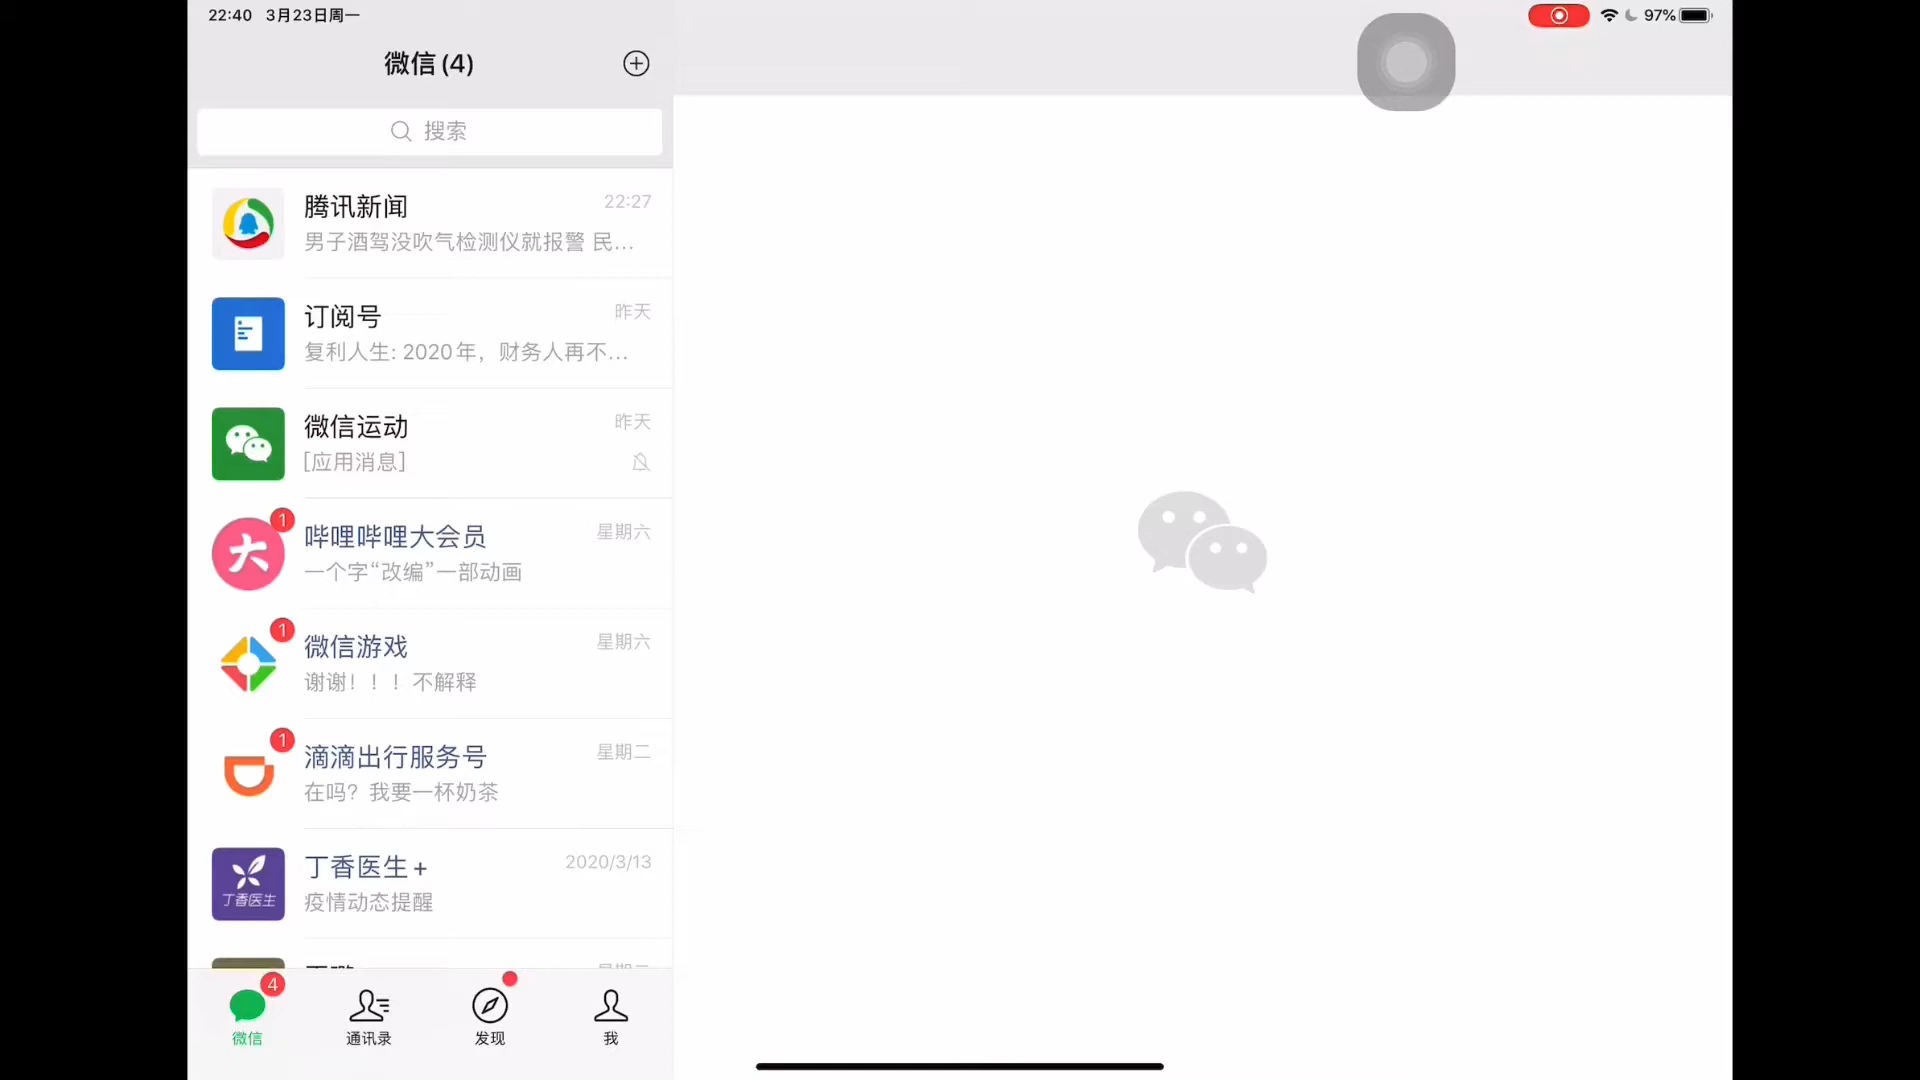 22:40 3月23日周一
97%
微信(4)
搜索
腾讯新闻 22:27
男子酒驾没吹气检测仪就报警 民...
订阅号 昨天
复利人生: 2020年，财务人再不...
微信运动 昨天
[应用消息]
1
哔哩哔哩大会员 星期六
大
一个字“改编”一部动画
1
微信游戏 星期六
谢谢！！！不解释
1
滴滴出行服务号 星期二
在吗？我要一杯奶茶
丁香医生+ 2020/3/13
丁香医生
疫情动态提醒
4
微信 通讯录 发现 我